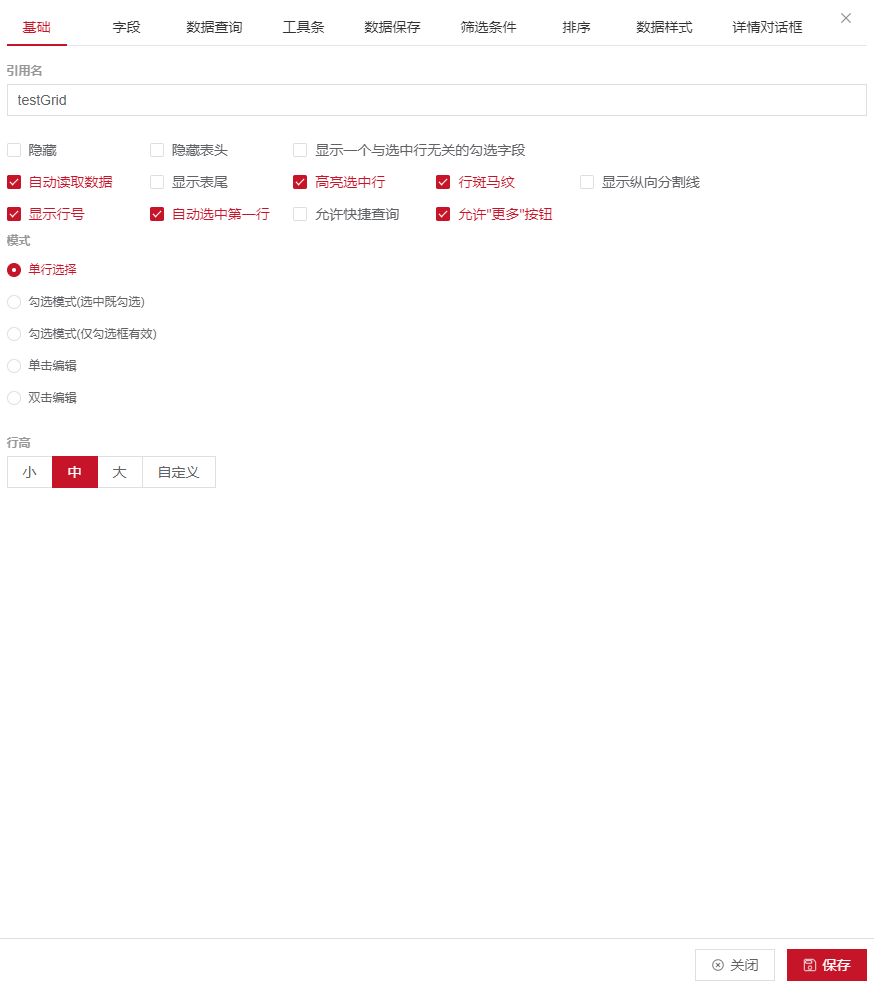 基础 字段 数据查询 工具条 数据保存 筛选条件 排序 数据样式 详情对话框
引用名
testGrid
隐藏 隐藏表头 显示一个与选中行无关的勾选字段
自动读取数据 显示表尾 高亮选中行 行斑马纹 显示纵向分割线
显示行号 自动选中第一行 允许快捷查询 允许"更多"按钮
模式
单行选择
勾选模式(选中既勾选)
勾选模式(仅勾选框有效)
单击编辑
双击编辑
行高
小 中 大 自定义
关闭 保存